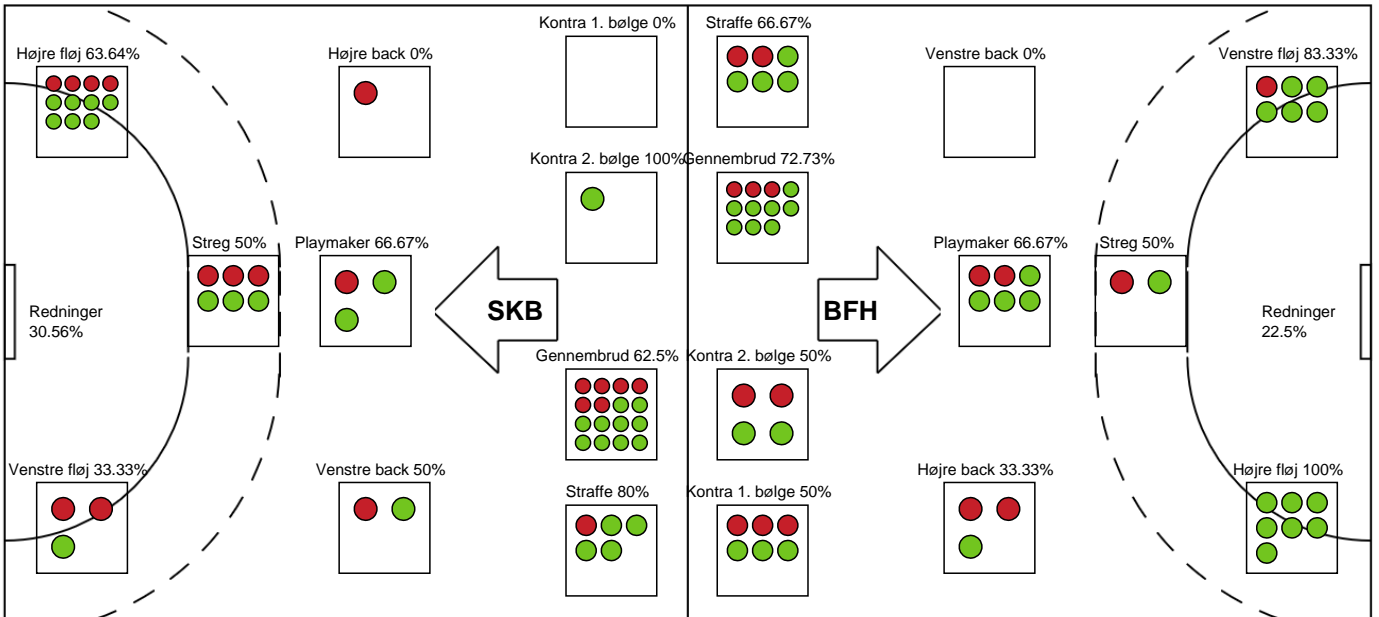 Kontra 1. bølge 0%
Straffe 66.67%
Højre fløj 63.64%
Højre back 0%
Venstre back 0%
Venstre fløj 83.33%
Kontra 2. bølge 100%
Gennembrud 72.73%
Streg 50%
Playmaker 66.67%
Playmaker 66.67%
Streg 50%
Redninger
30.56%
SKB
BFH
Redninger
22.5%
Gennembrud 62.5%
Kontra 2. bølge 50%
Venstre fløj 33.33%
Venstre back 50%
Højre back 33.33%
Højre fløj 100%
Straffe 80%
Kontra 1. bølge 50%